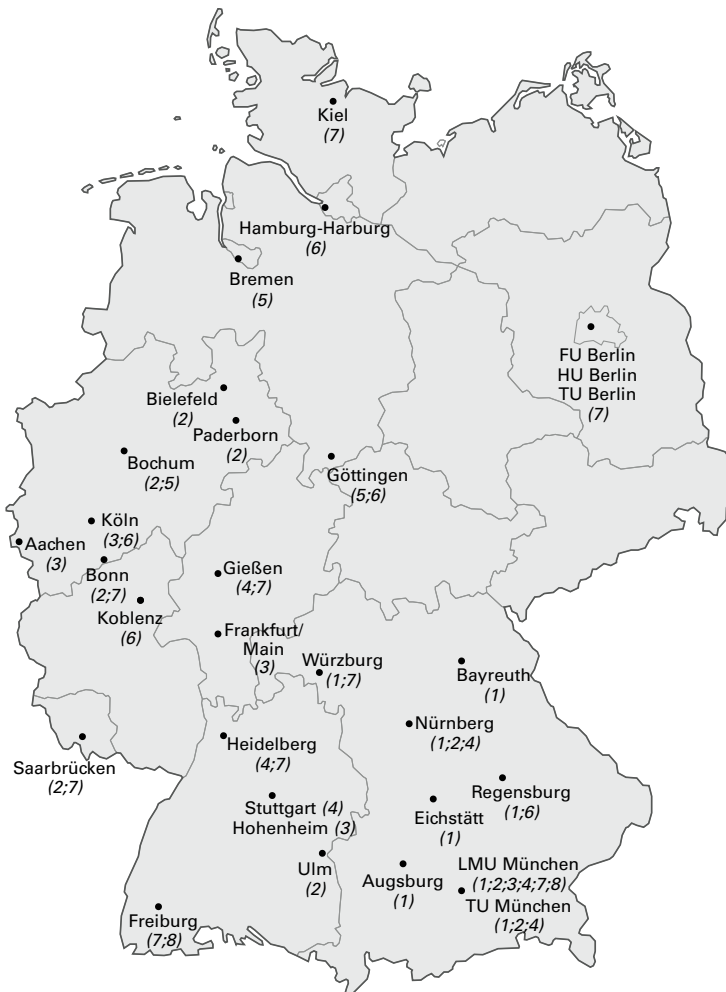 Kiel
(7)
Hamburg-Harburg
(6)
Bremen
(5)
FU Berlin
HU Berlin
TU Berlin
(7)
Bielefeld
(2)
Paderborn
(2)
Bochum
(2;5)
Göttingen
(5;6)
Köln
(3;6)
Aachen
(3)
Bonn
(2;7)
Gießen
(4;7)
Koblenz
(6)
Frankfurt/
Main
(3)
Würzburg
(1;7)
Bayreuth
(1)
Nürnberg
(1;2;4)
Heidelberg
(4;7)
Saarbrücken
(2;7)
Regensburg
(1;6)
Stuttgart (4)
Hohenheim (3)
Eichstätt
(1)
Ulm
(2)
Augsburg
(1)
LMU München
(1;2;3;4;7;8)
TU München
(1;2;4)
Freiburg
(7;8)